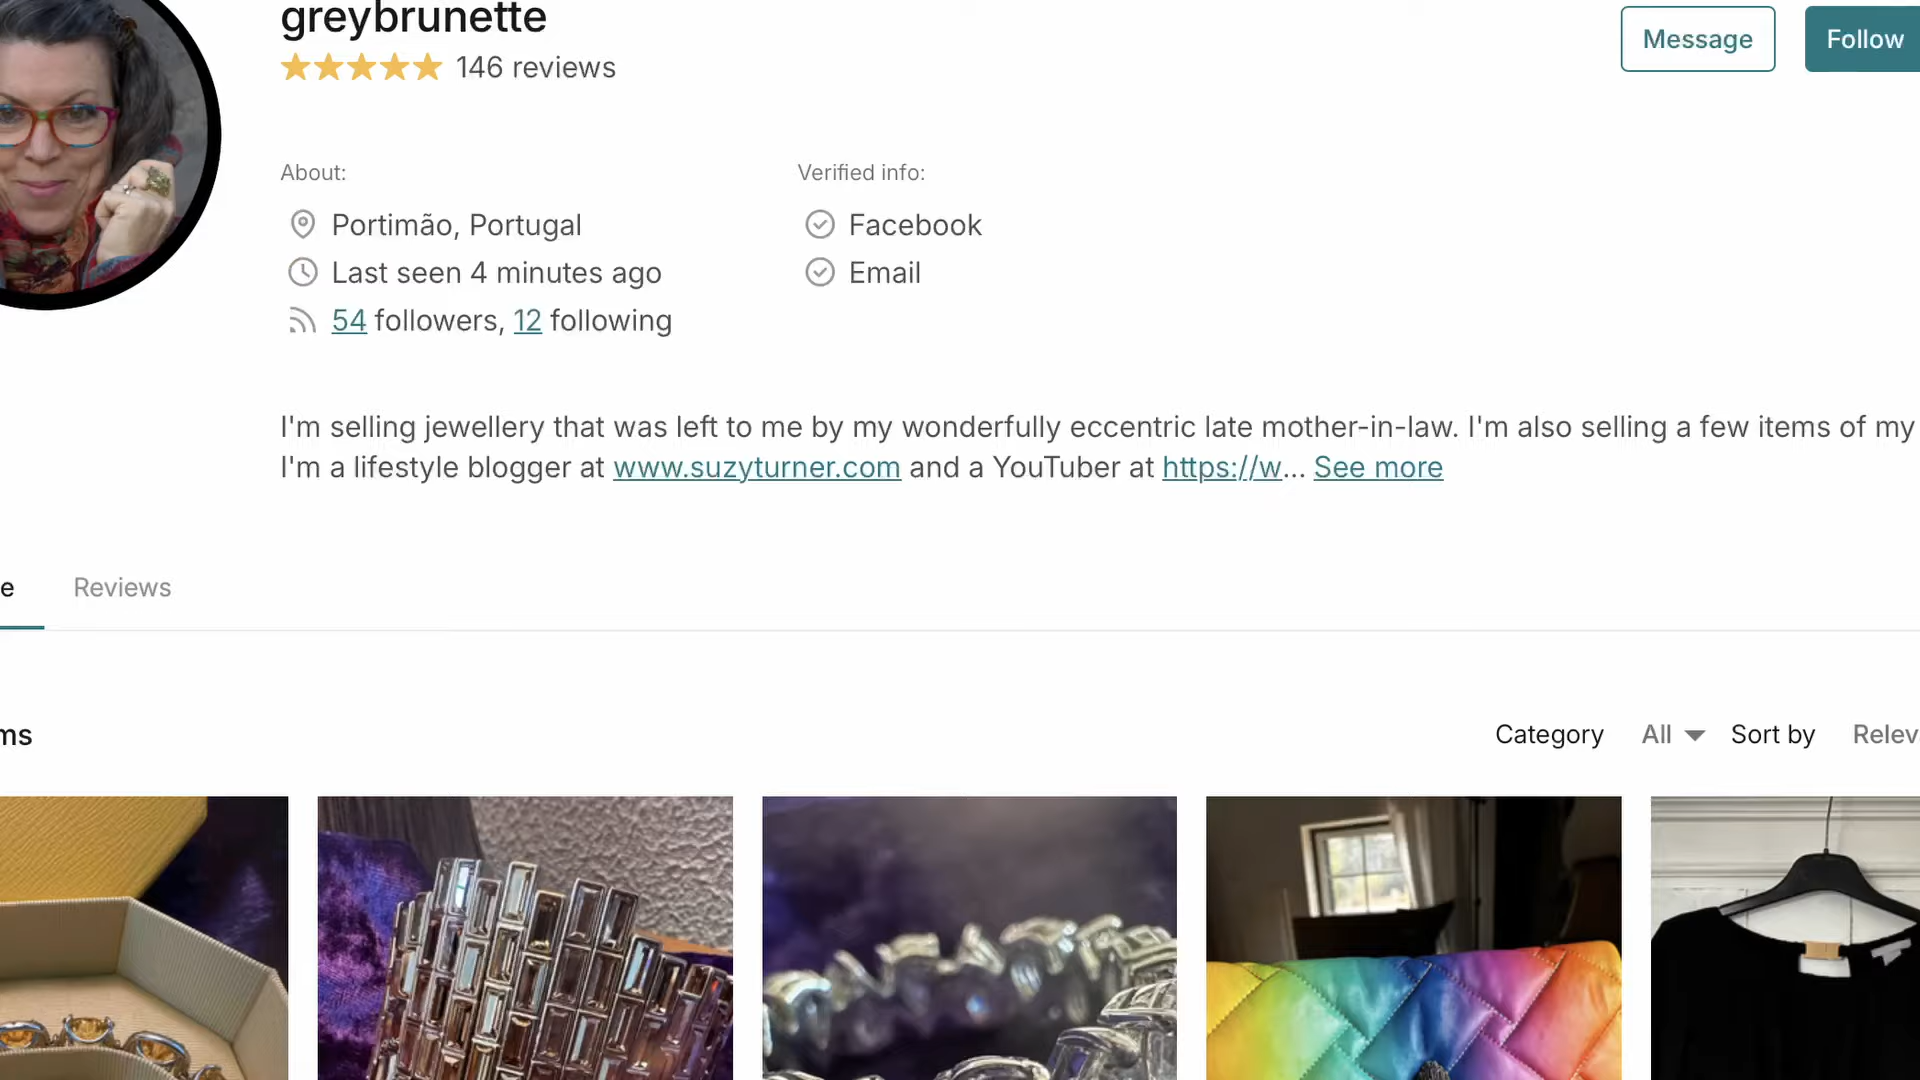 greybrunette
Message
Follow
146 reviews
About:
Verified info:
Portimão, Portugal
Facebook
Last seen 4 minutes ago
Email
54 followers, 12 following
I'm selling jewellery that was left to me by my wonderfully eccentric late mother-in-law. I'm also selling a few items of my
I'm a lifestyle blogger at www.suzyturner.com and a YouTuber at https://w... See more
e
Reviews
ms
Category
All
Sort by
Relev